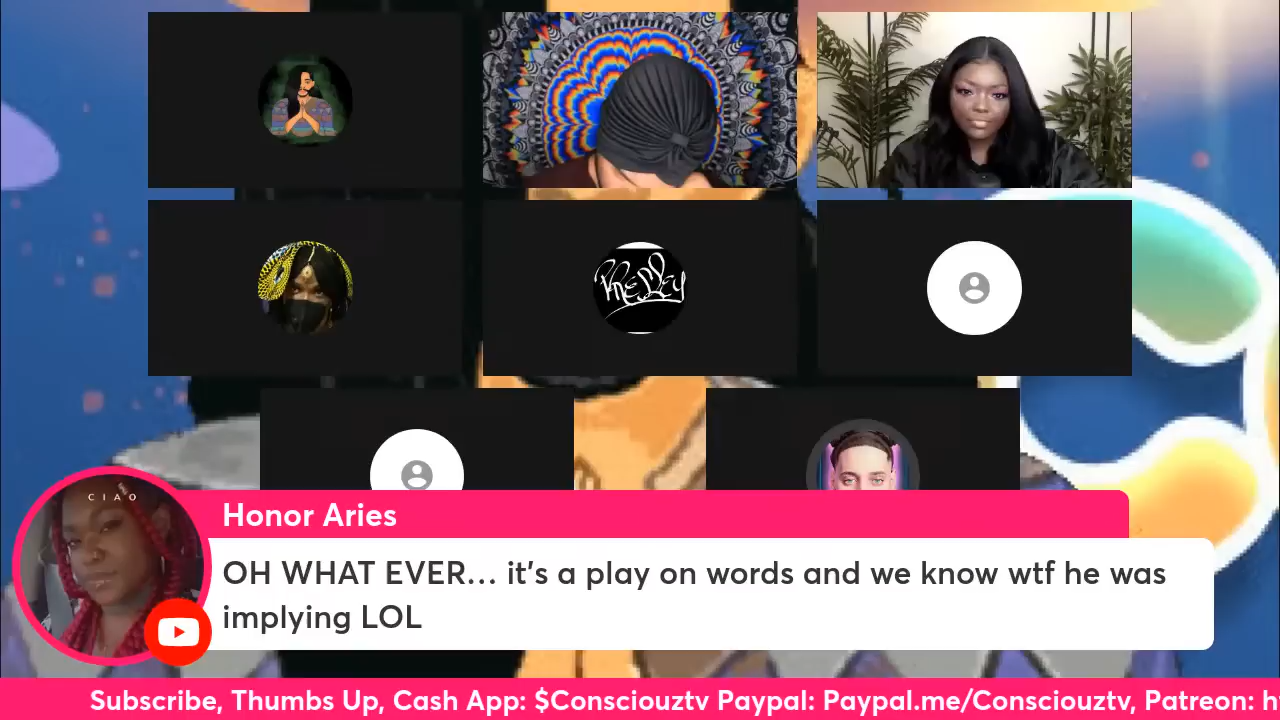 KNESLEY
CIAO
Honor Aries
OH WHAT EVER... it's a play on words and we know wtf he was
implying LOL
Subscribe, Thumbs Up, Cash App: $Consciouztv Paypal: Paypal.me/Consciouztv, Patreon: h